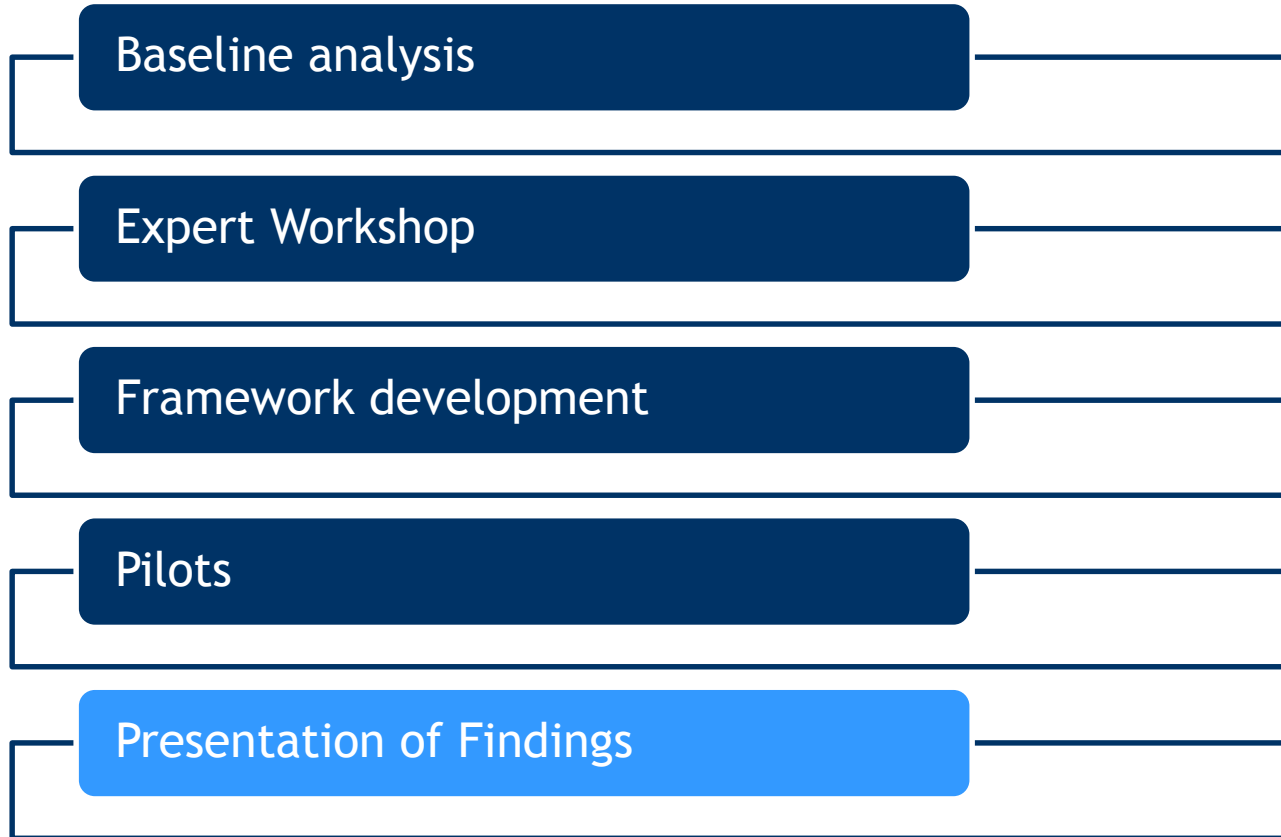 Baseline analysis
Expert Workshop
Framework development
Pilots
Presentation of Findings